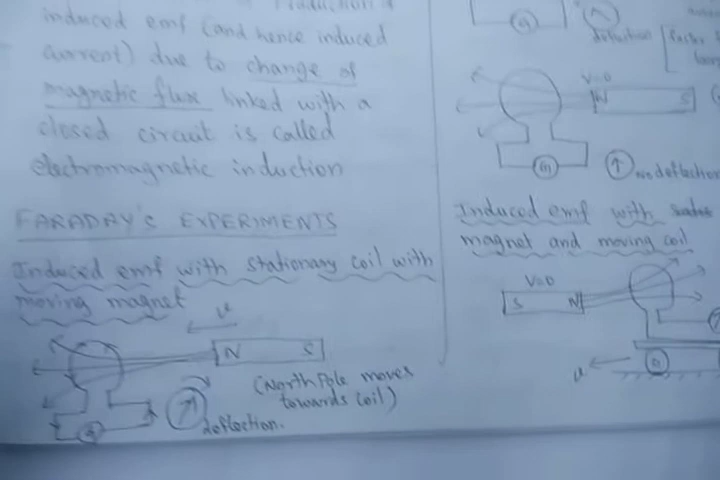 Production of
induced emf (and hence induced
current) due to change of
magnetic flux linked with a
closed circuit is called
electromagnetic induction
FARADAY'S EXPERIMENTS
Induced emf with stationary coil with
moving magnet
v
N S
(North Pole moves
towards coil)
deflection.
G
G
deflection
V=0
N S
G
No deflection
Induced emf with
magnet and moving coil
V=0
S N
v